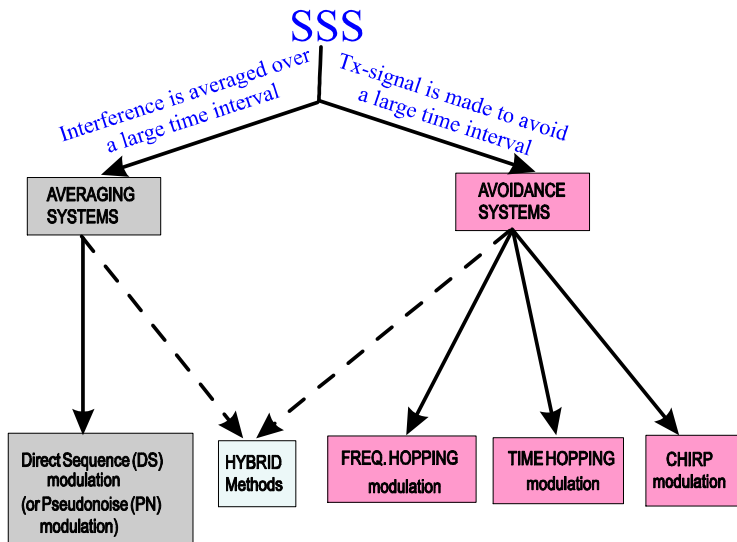 SSS
Interference is averaged over
a large time interval
Tx-signal is made to avoid
a large time interval
AVERAGING
SYSTEMS
AVOIDANCE
SYSTEMS
Direct Sequence (DS)
modulation
(or Pseudonoise (PN)
modulation)
HYBRID
Methods
FREQ. HOPPING
modulation
TIME HOPPING
modulation
CHIRP
modulation